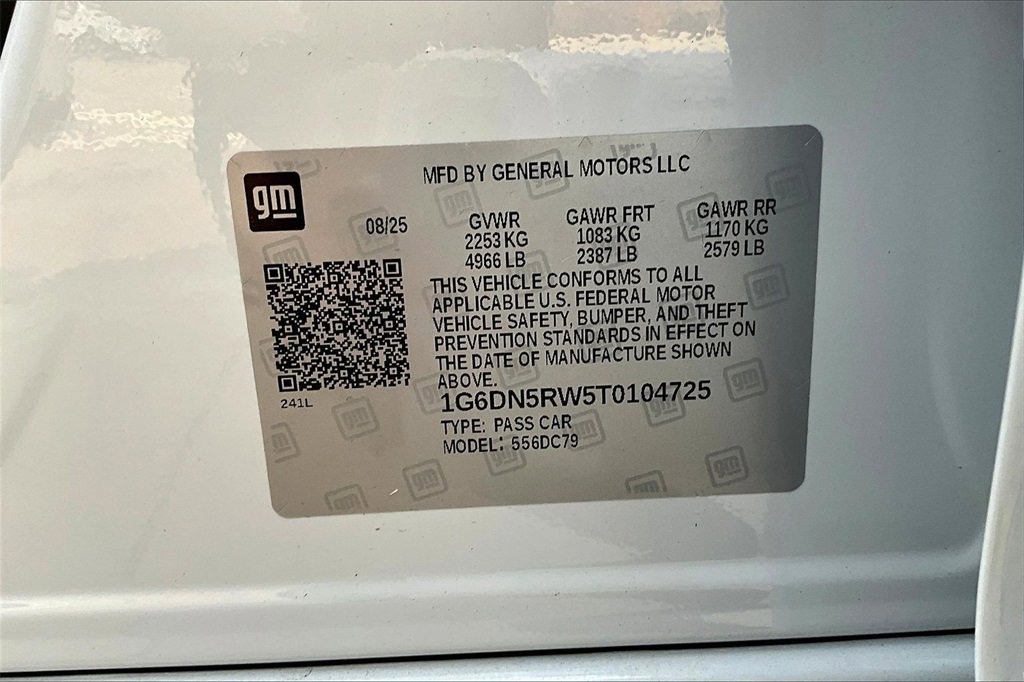 MFD BY GENERAL MOTORS LLC
gm
08/25
GVWR GAWR FRT GAWR RR
2253 KG 1083 KG 1170 KG
4966 LB 2387 LB 2579 LB
THIS VEHICLE CONFORMS TO ALL
APPLICABLE U.S. FEDERAL MOTOR
VEHICLE SAFETY, BUMPER, AND THEFT
PREVENTION STANDARDS IN EFFECT ON
THE DATE OF MANUFACTURE SHOWN
ABOVE.
241L
1G6DN5RW5T0104725
TYPE: PASS CAR
MODEL: 556DC79